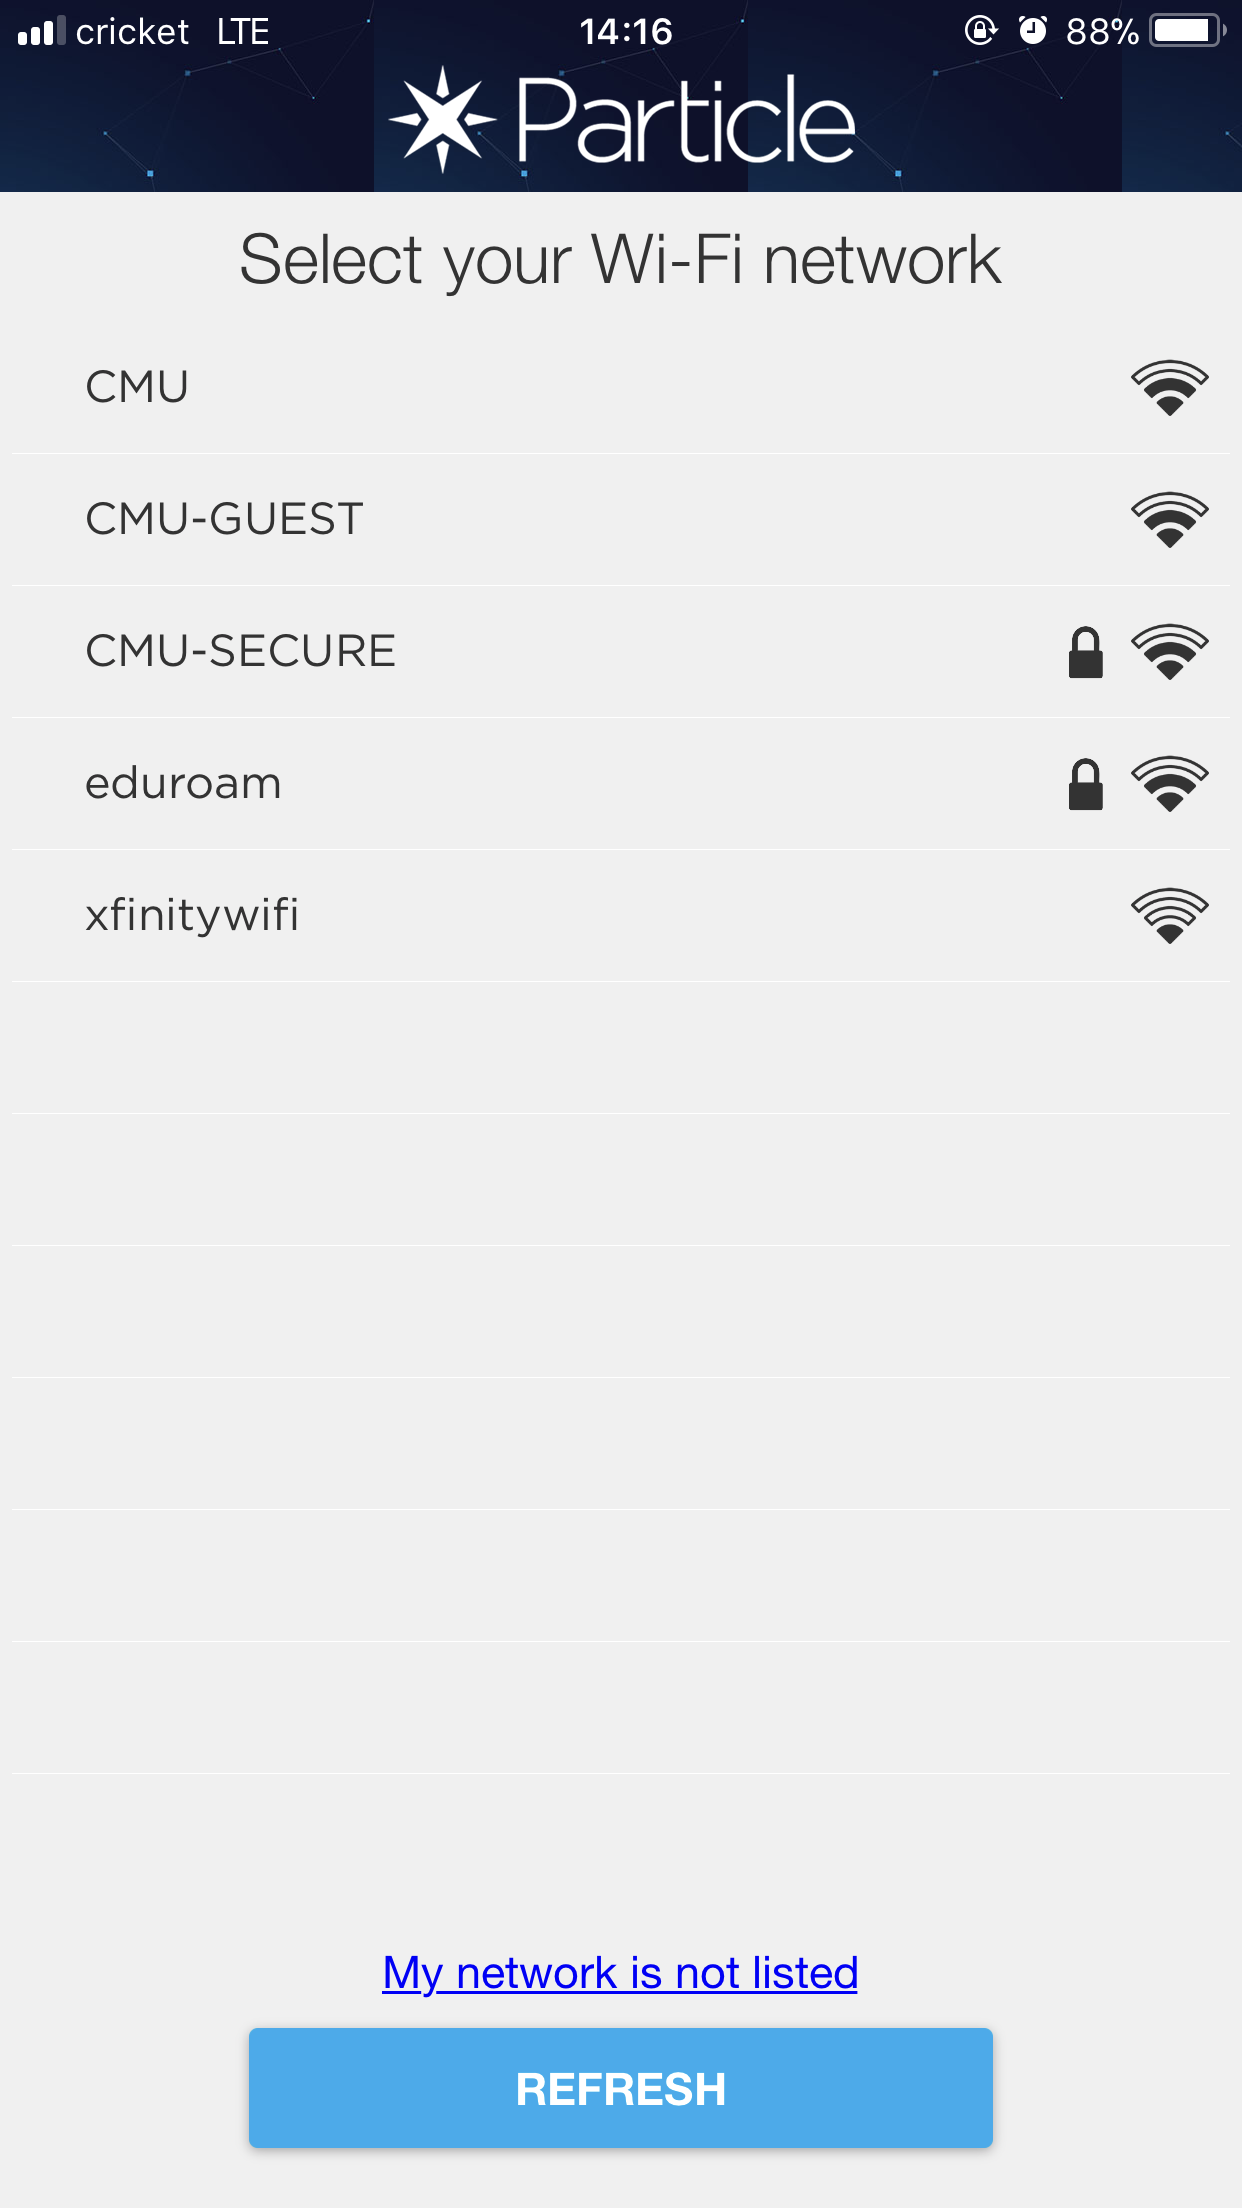 cricket LTE 14:16 88%
Particle
Select your Wi-Fi network
CMU
CMU-GUEST
CMU-SECURE
eduroam
xfinitywifi
My network is not listed
REFRESH